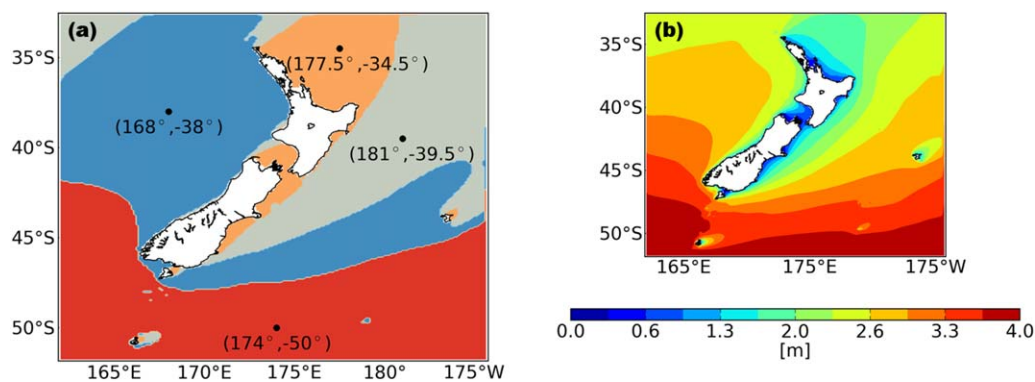 (a)
35°S
40°S
45°S
50°S
(177.5°,-34.5°)
(168°,-38°)
(181°,-39.5°)
(174°,-50°)
165°E 170°E 175°E 180° 175°W
(b)
35°S
40°S
45°S
50°S
165°E 175°E 175°W
0.0 0.6 1.3 2.0 2.6 3.3 4.0
[m]